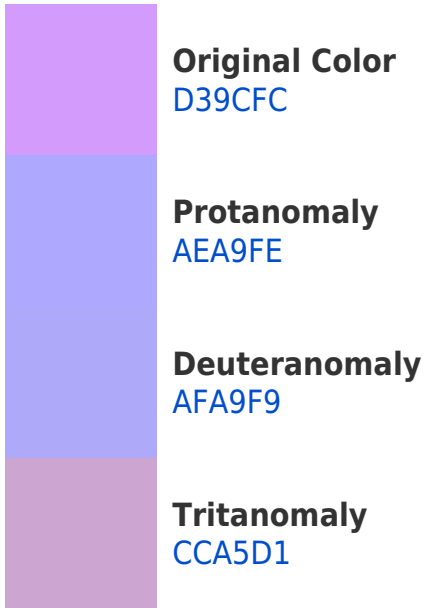 Original Color
D39CFC
Protanomaly
AEA9FE
Deuteranomaly
AFA9F9
Tritanomaly
CCA5D1